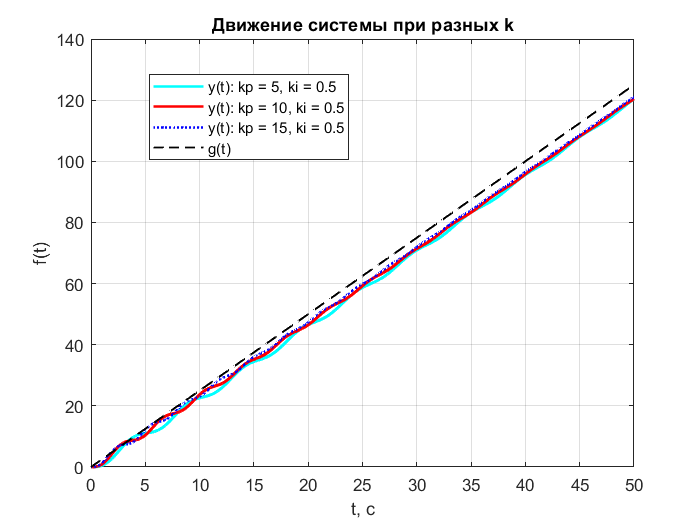 Движение системы при разных k
140
120
100
80
60
40
20
0
f(t)
y(t): kp = 5, ki = 0.5
y(t): kp = 10, ki = 0.5
y(t): kp = 15, ki = 0.5
g(t)
0 5 10 15 20 25 30 35 40 45 50
t, c